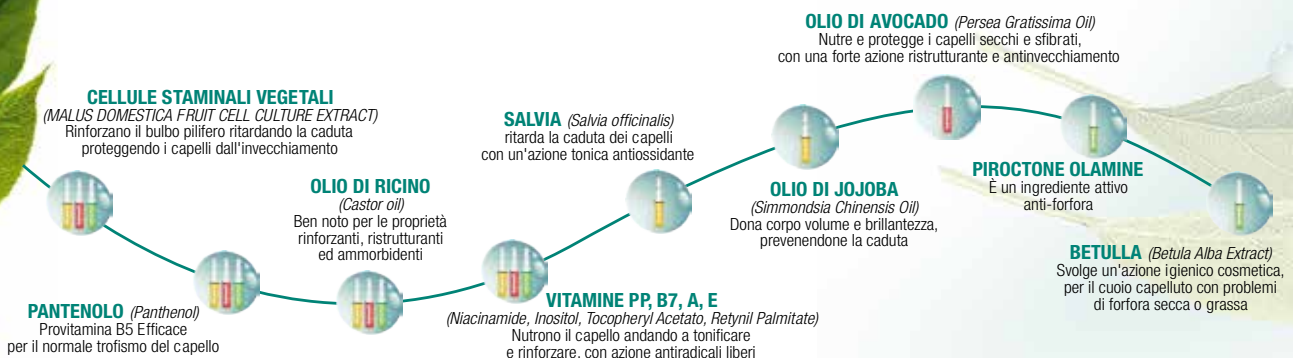 CELLULE STAMINALI VEGETALI
(MALUS DOMESTICA FRUIT CELL CULTURE EXTRACT)
Rinforzano il bulbo pilifero ritardando la caduta
proteggendo i capelli dall'invecchiamento
PANTENOLO (Panthenol)
Provitamina B5 Efficace
per il normale trofismo del capello
OLIO DI RICINO
(Castor oil)
Ben noto per le proprietà
rinforzanti, ristrutturanti
ed ammorbidenti
VITAMINE PP, B7, A, E
(Niacinamide, Inositol, Tocopheryl Acetato, Retynil Palmitate)
Nutrono il capello andando a tonificare
e rinforzare, con azione antiradicali liberi
SALVIA (Salvia officinalis)
ritarda la caduta dei capelli
con un'azione tonica antiossidante
OLIO DI JOJOBA
(Simmondsia Chinensis Oil)
Dona corpo volume e brillantezza,
prevenendone la caduta
OLIO DI AVOCADO (Persea Gratissima Oil)
Nutre e protegge i capelli secchi e sfibrati,
con una forte azione ristrutturante e antinvecchiamento
PIROCTONE OLAMINE
È un ingrediente attivo
anti-forfora
BETULLA (Betula Alba Extract)
Svolge un'azione igienico cosmetica,
per il cuoio capelluto con problemi
di forfora secca o grassa